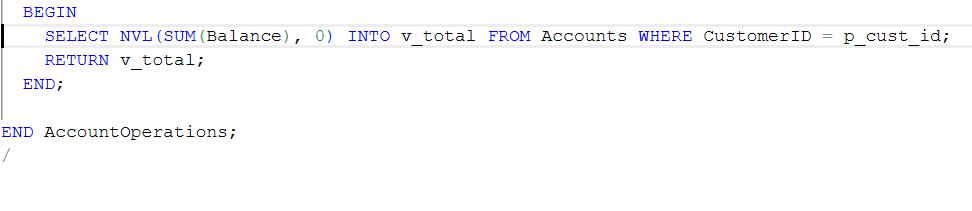 BEGIN
SELECT NVL(SUM(Balance), 0) INTO v_total FROM Accounts WHERE CustomerID = p_cust_id;
RETURN v_total;
END;
END AccountOperations;
/